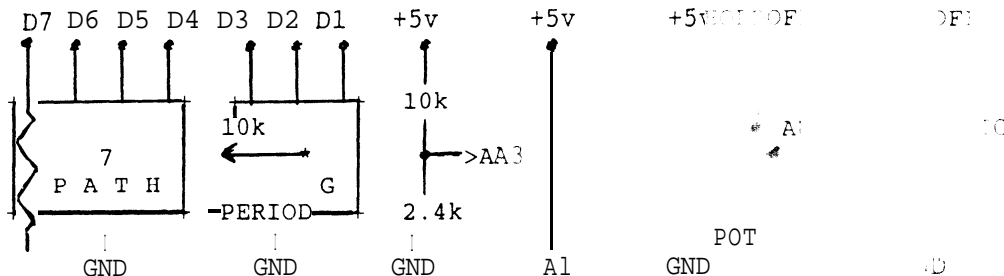 D7 D6 D5 D4 D3 D2 D1 +5v +5v +5v
10k 10k
7 >AA3
P A T H G
PERIOD 2.4k
POT
GND GND GND A1 GND